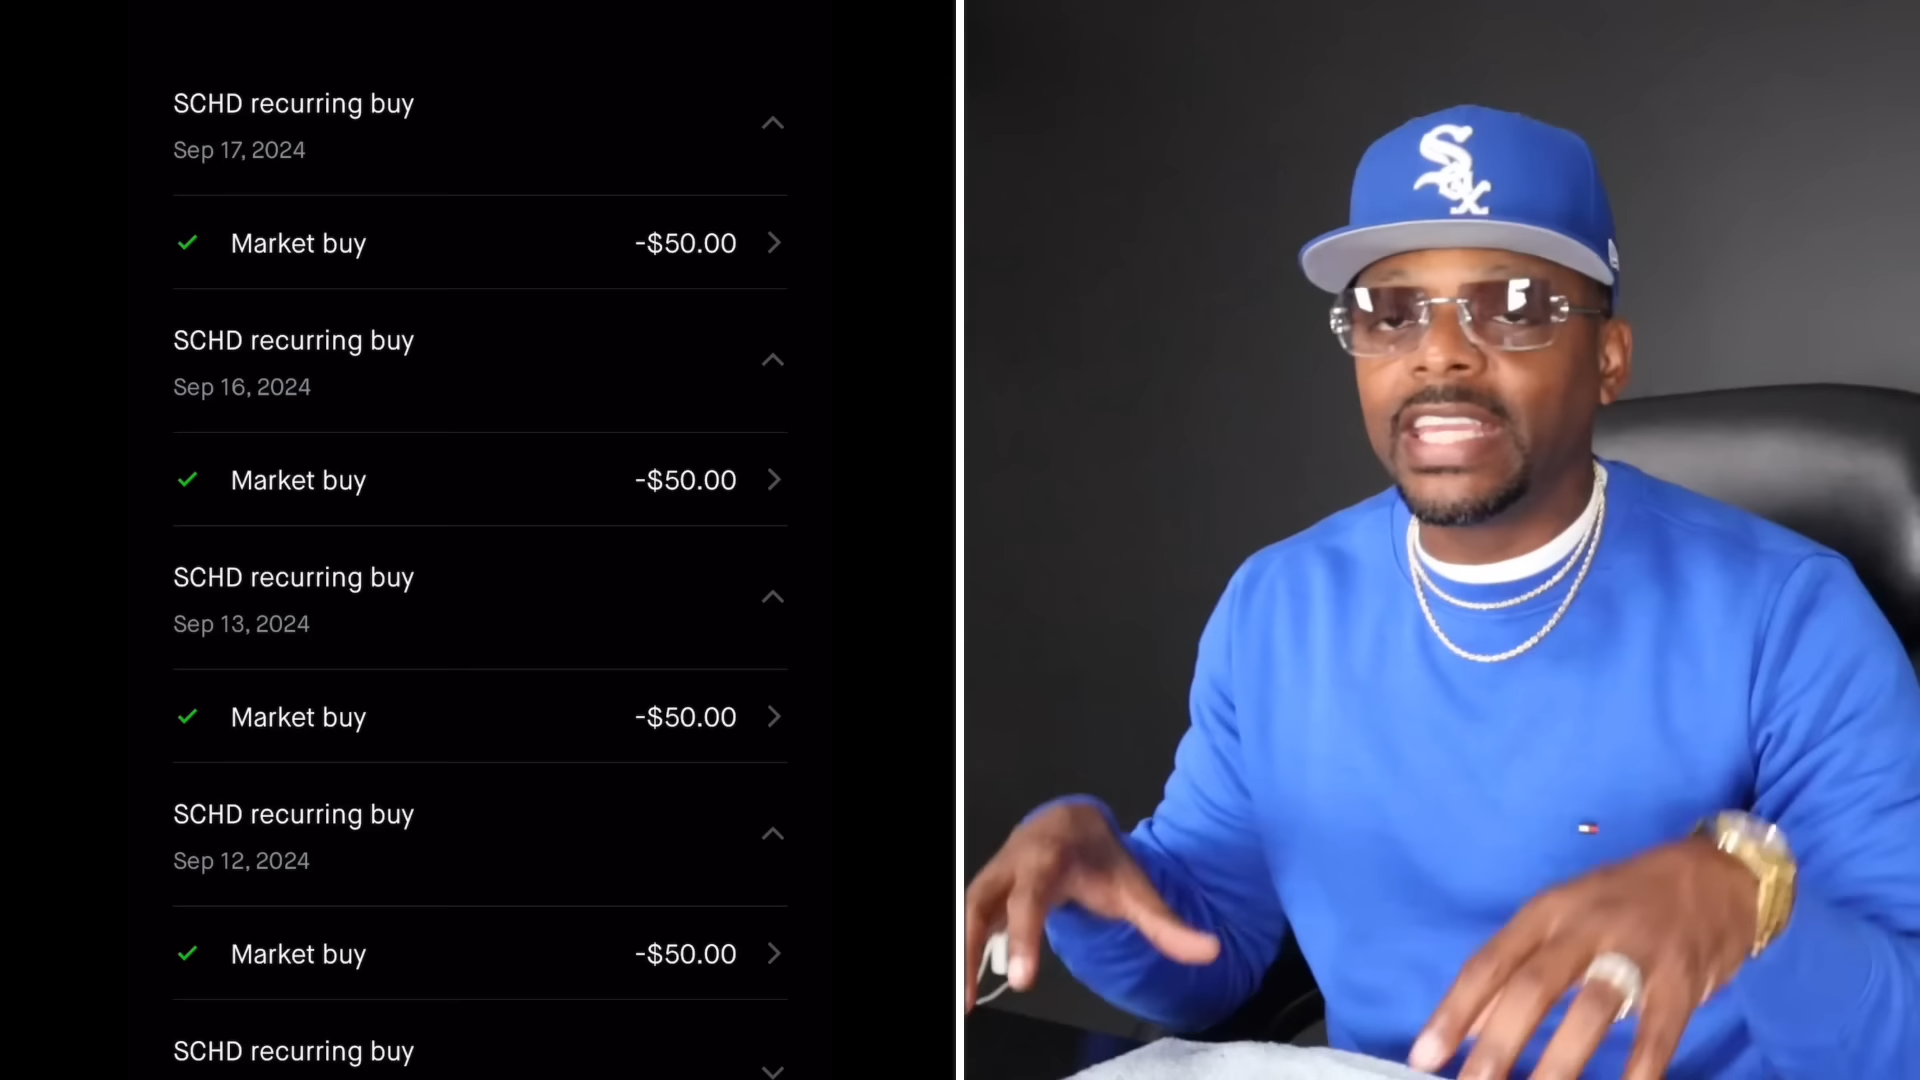 SCHD recurring buy
Sep 17, 2024
Market buy -$50.00
SCHD recurring buy
Sep 16, 2024
Market buy -$50.00
SCHD recurring buy
Sep 13, 2024
Market buy -$50.00
SCHD recurring buy
Sep 12, 2024
Market buy -$50.00
SCHD recurring buy
Sox